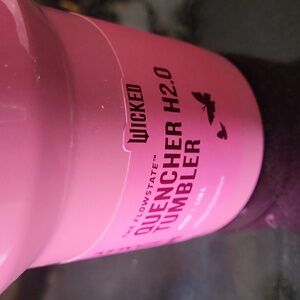 WICKED
THE FLOWSTATE™
QUENCHER H2.0
TUMBLER